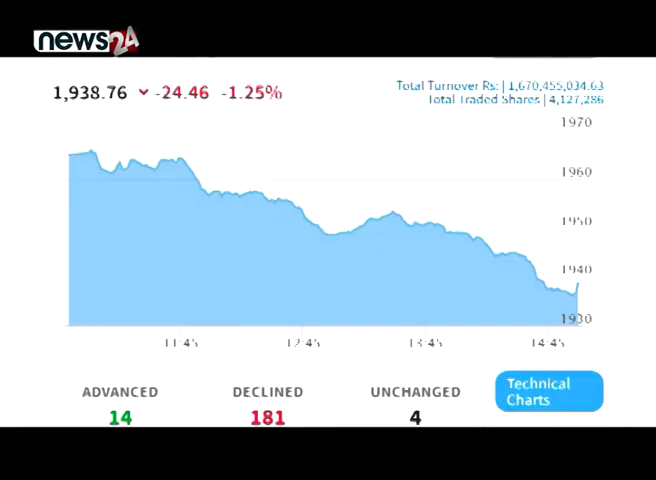 news24
1,938.76 -24.46 -1.25%
Total Turnover Rs: | 1,670,455,034.63
Total Traded Shares | 4,127,286
1970
1960
1950
1940
1930
11:45 12:45 13:45 14:45
ADVANCED DECLINED UNCHANGED
14 181 4
Technical
Charts